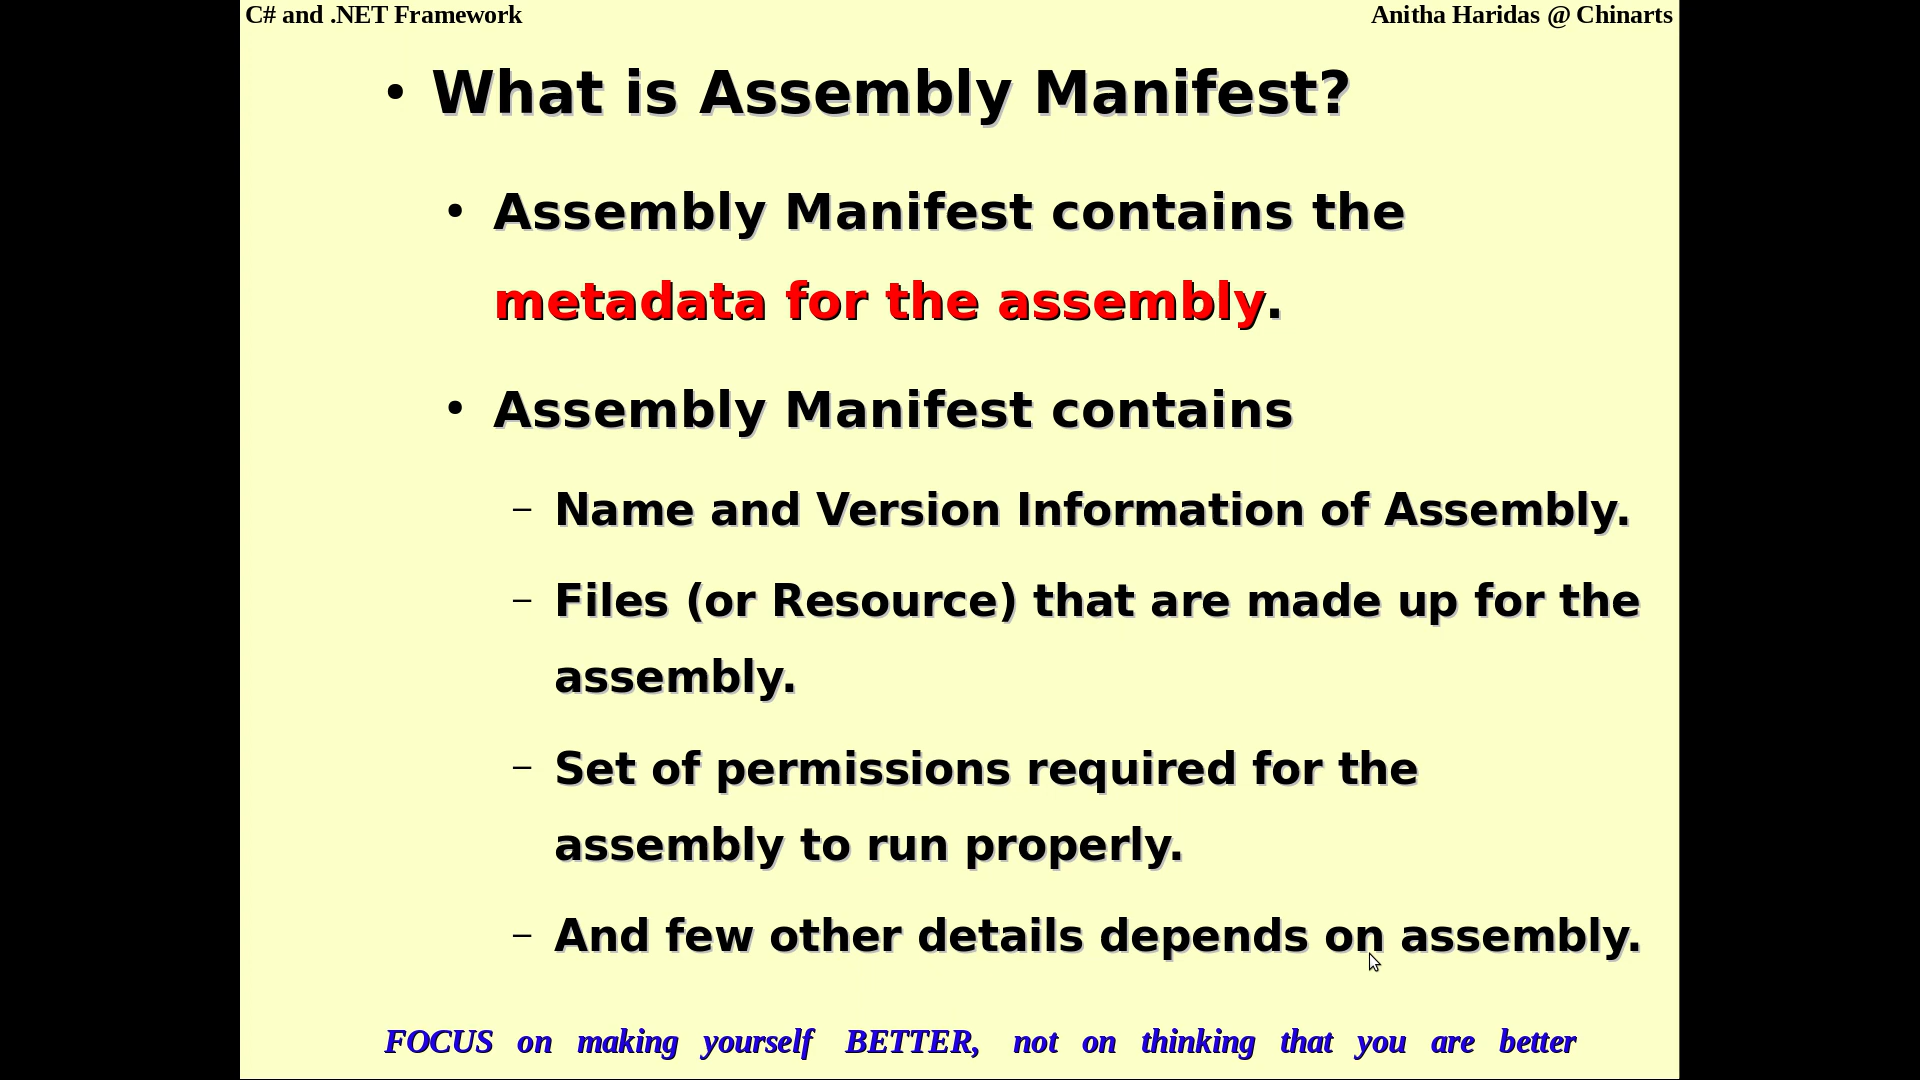 C# and .NET Framework
Anitha Haridas @ Chinarts
• What is Assembly Manifest?
• Assembly Manifest contains the
metadata for the assembly.
• Assembly Manifest contains
– Name and Version Information of Assembly.
– Files (or Resource) that are made up for the
assembly.
– Set of permissions required for the
assembly to run properly.
– And few other details depends on assembly.
FOCUS on making yourself BETTER, not on thinking that you are better